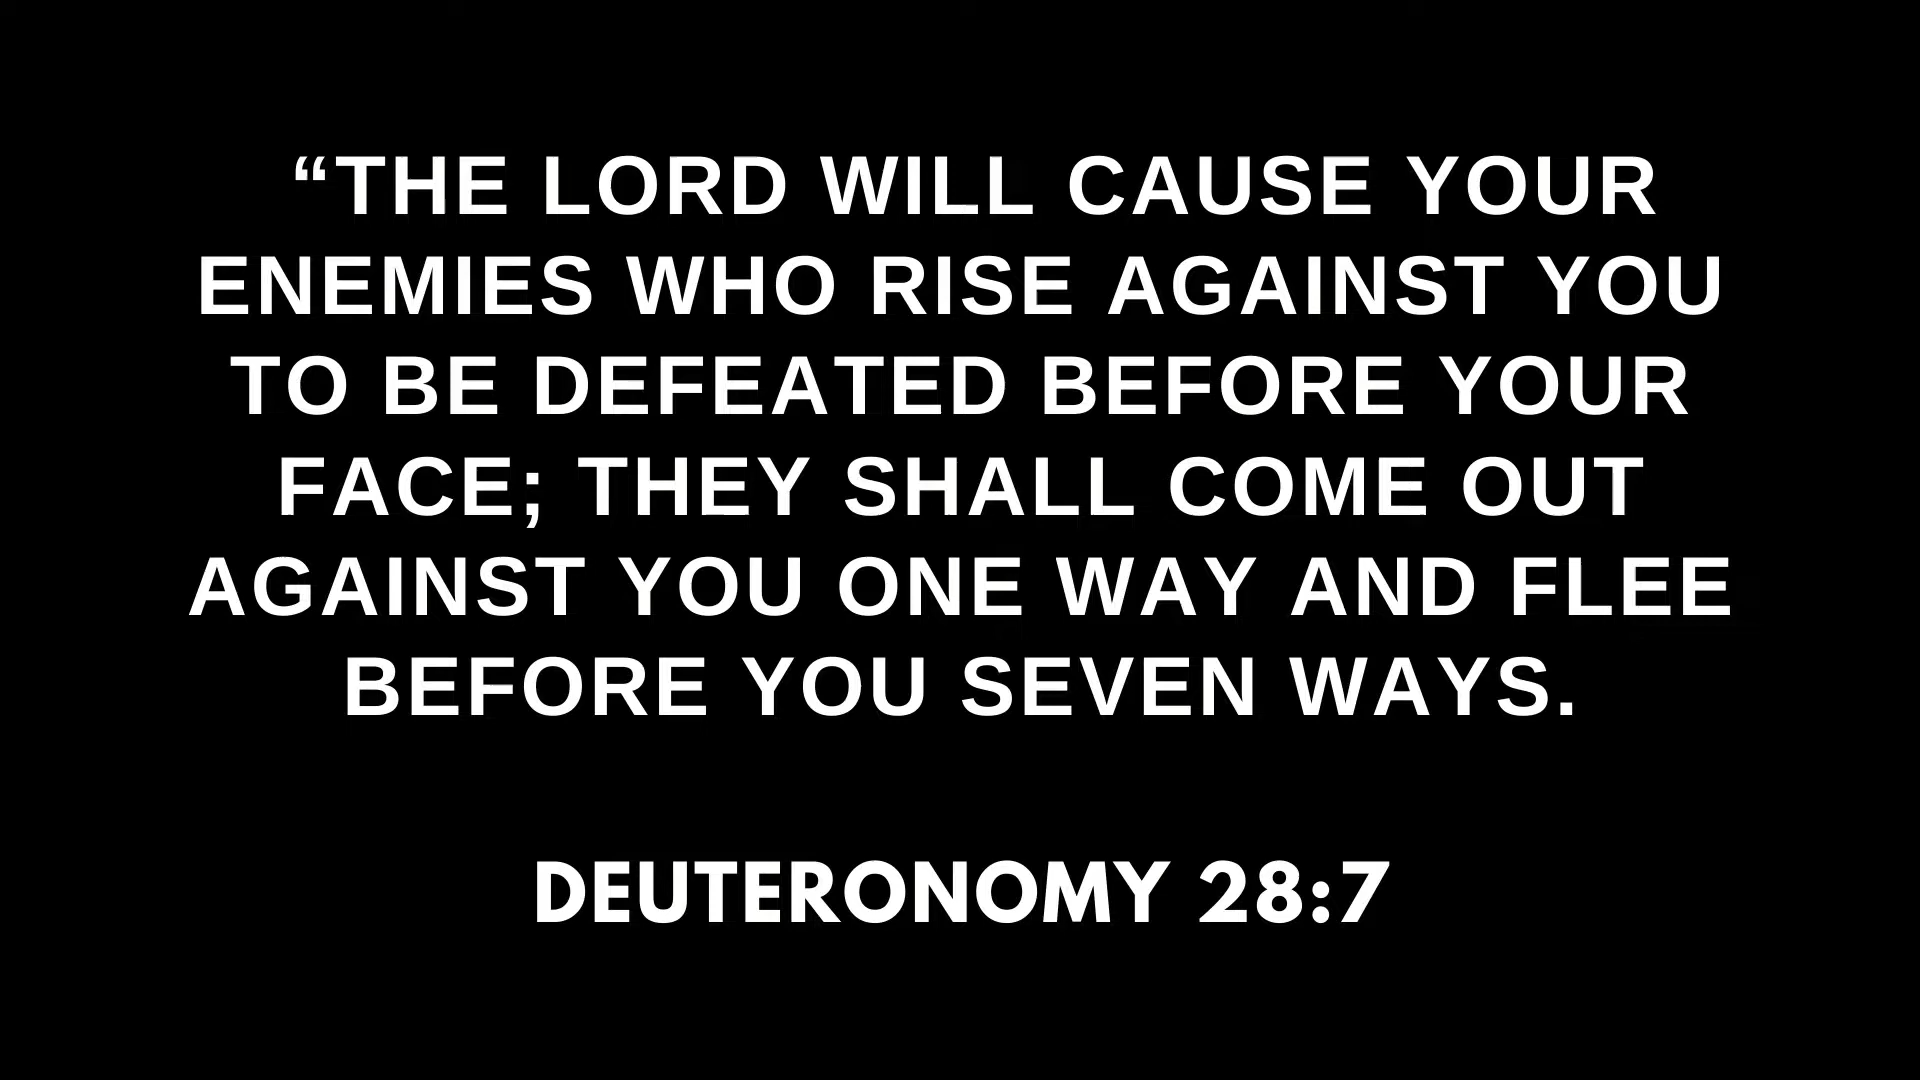 “THE LORD WILL CAUSE YOUR
ENEMIES WHO RISE AGAINST YOU
TO BE DEFEATED BEFORE YOUR
FACE; THEY SHALL COME OUT
AGAINST YOU ONE WAY AND FLEE
BEFORE YOU SEVEN WAYS.
DEUTERONOMY 28:7